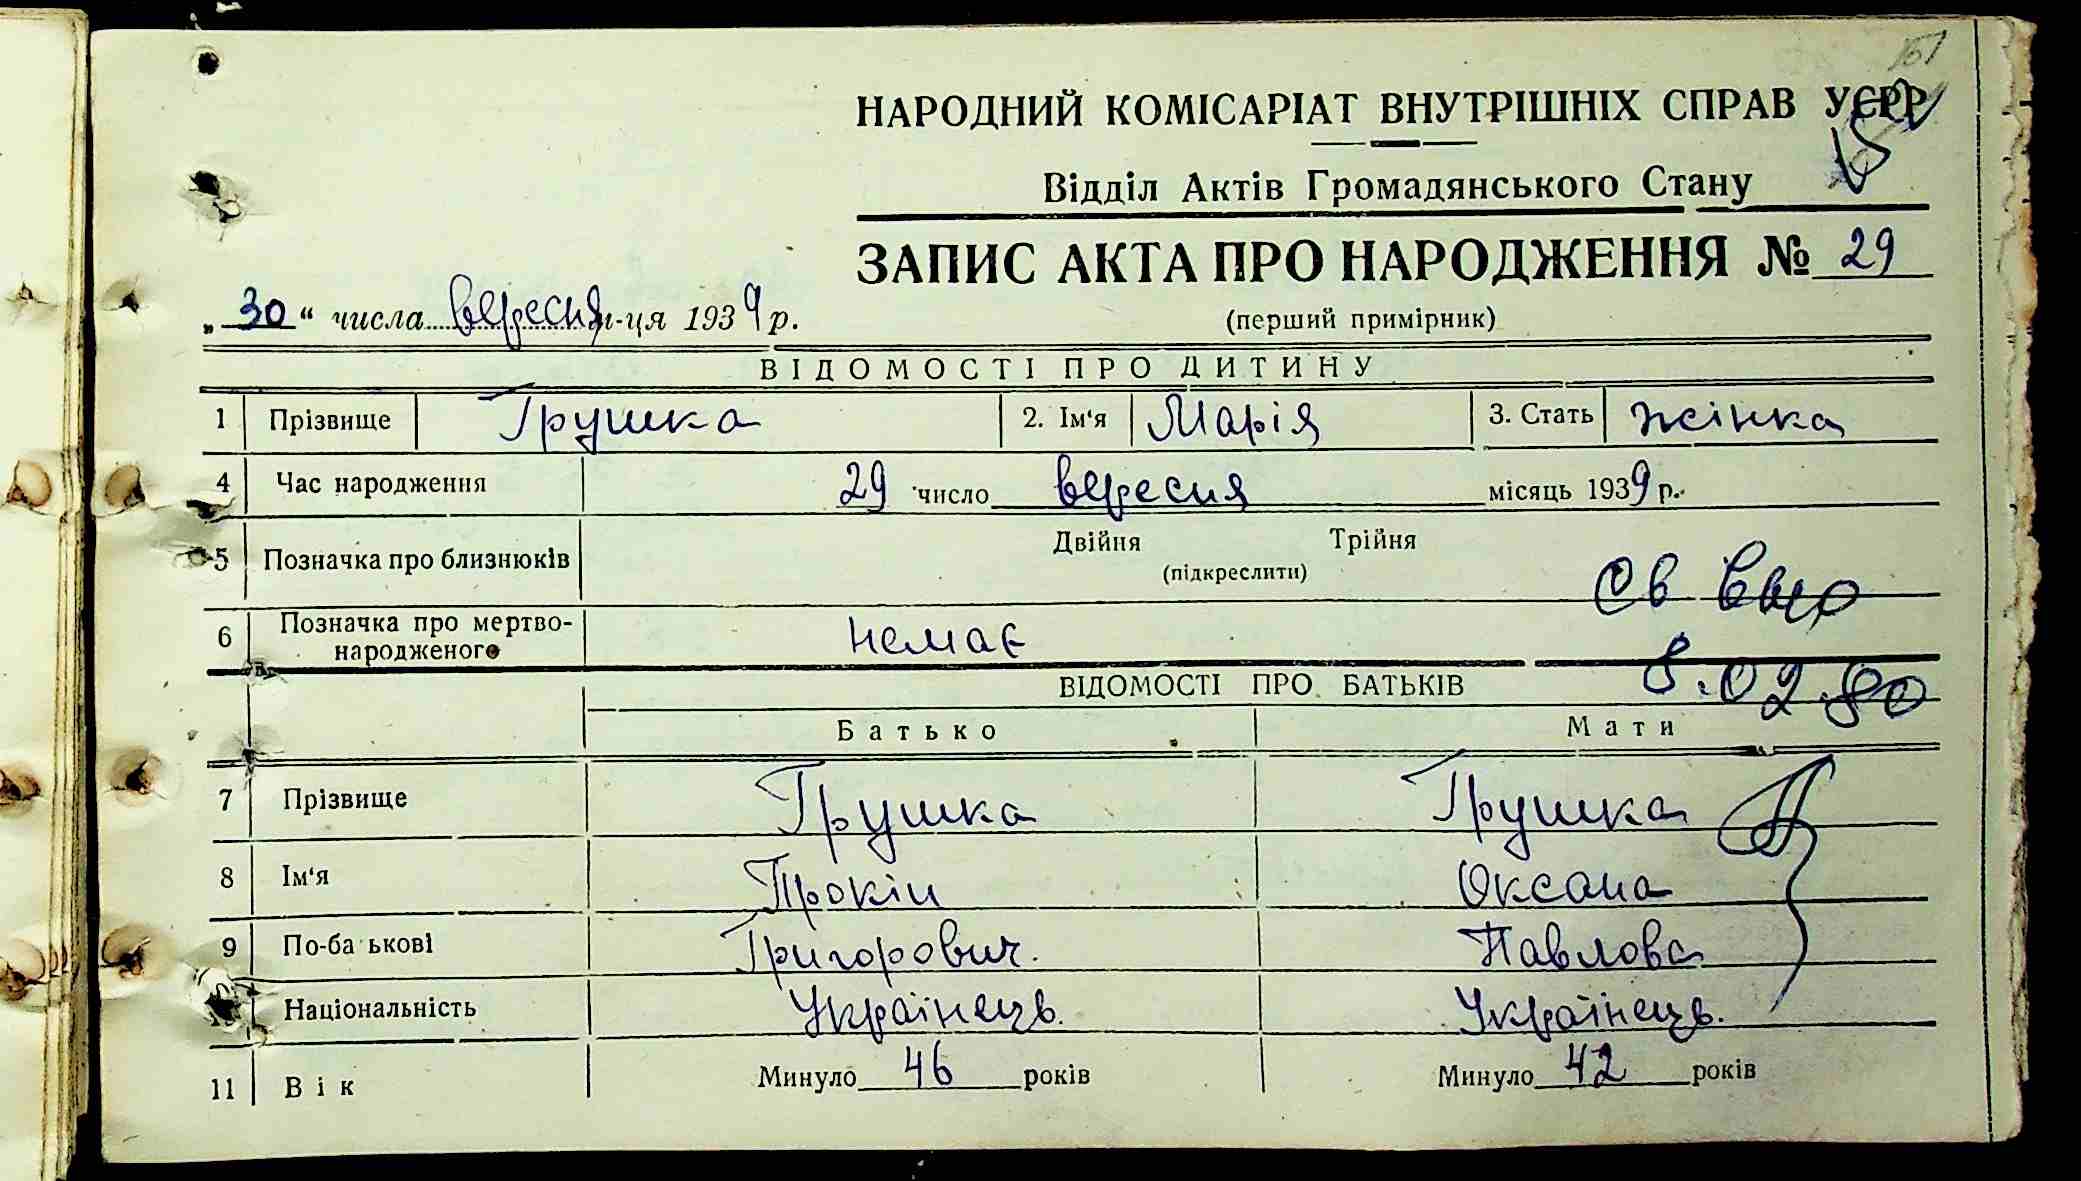 НАРОДНИЙ КОМІСАРІАТ ВНУТРІШНІХ СПРАВ УСРР
Відділ Актів Громадянського Стану
ЗАПИС АКТА ПРО НАРОДЖЕННЯ № 29
„30“ числа вересня м-ця 1939 р.
(перший примірник)
ВІДОМОСТІ ПРО ДИТИНУ
1 Прізвище Грушка 2. Ім‘я Марія 3. Стать жінка
4 Час народження 29 число вересня місяць 1939 р.
5 Позначка про близнюків Двійня Трійня
(підкреслити)
Св выд
6 Позначка про мертво-
народженого немає
8.02.80
ВІДОМОСТІ ПРО БАТЬКІВ
Батько Мати
7 Прізвище Грушка Грушка
8 Ім‘я Прокіп Оксана
9 По-ба ькові Григорович. Павлова
Національність Українець. Українець.
11 Вік Минуло 46 років Минуло 42 років